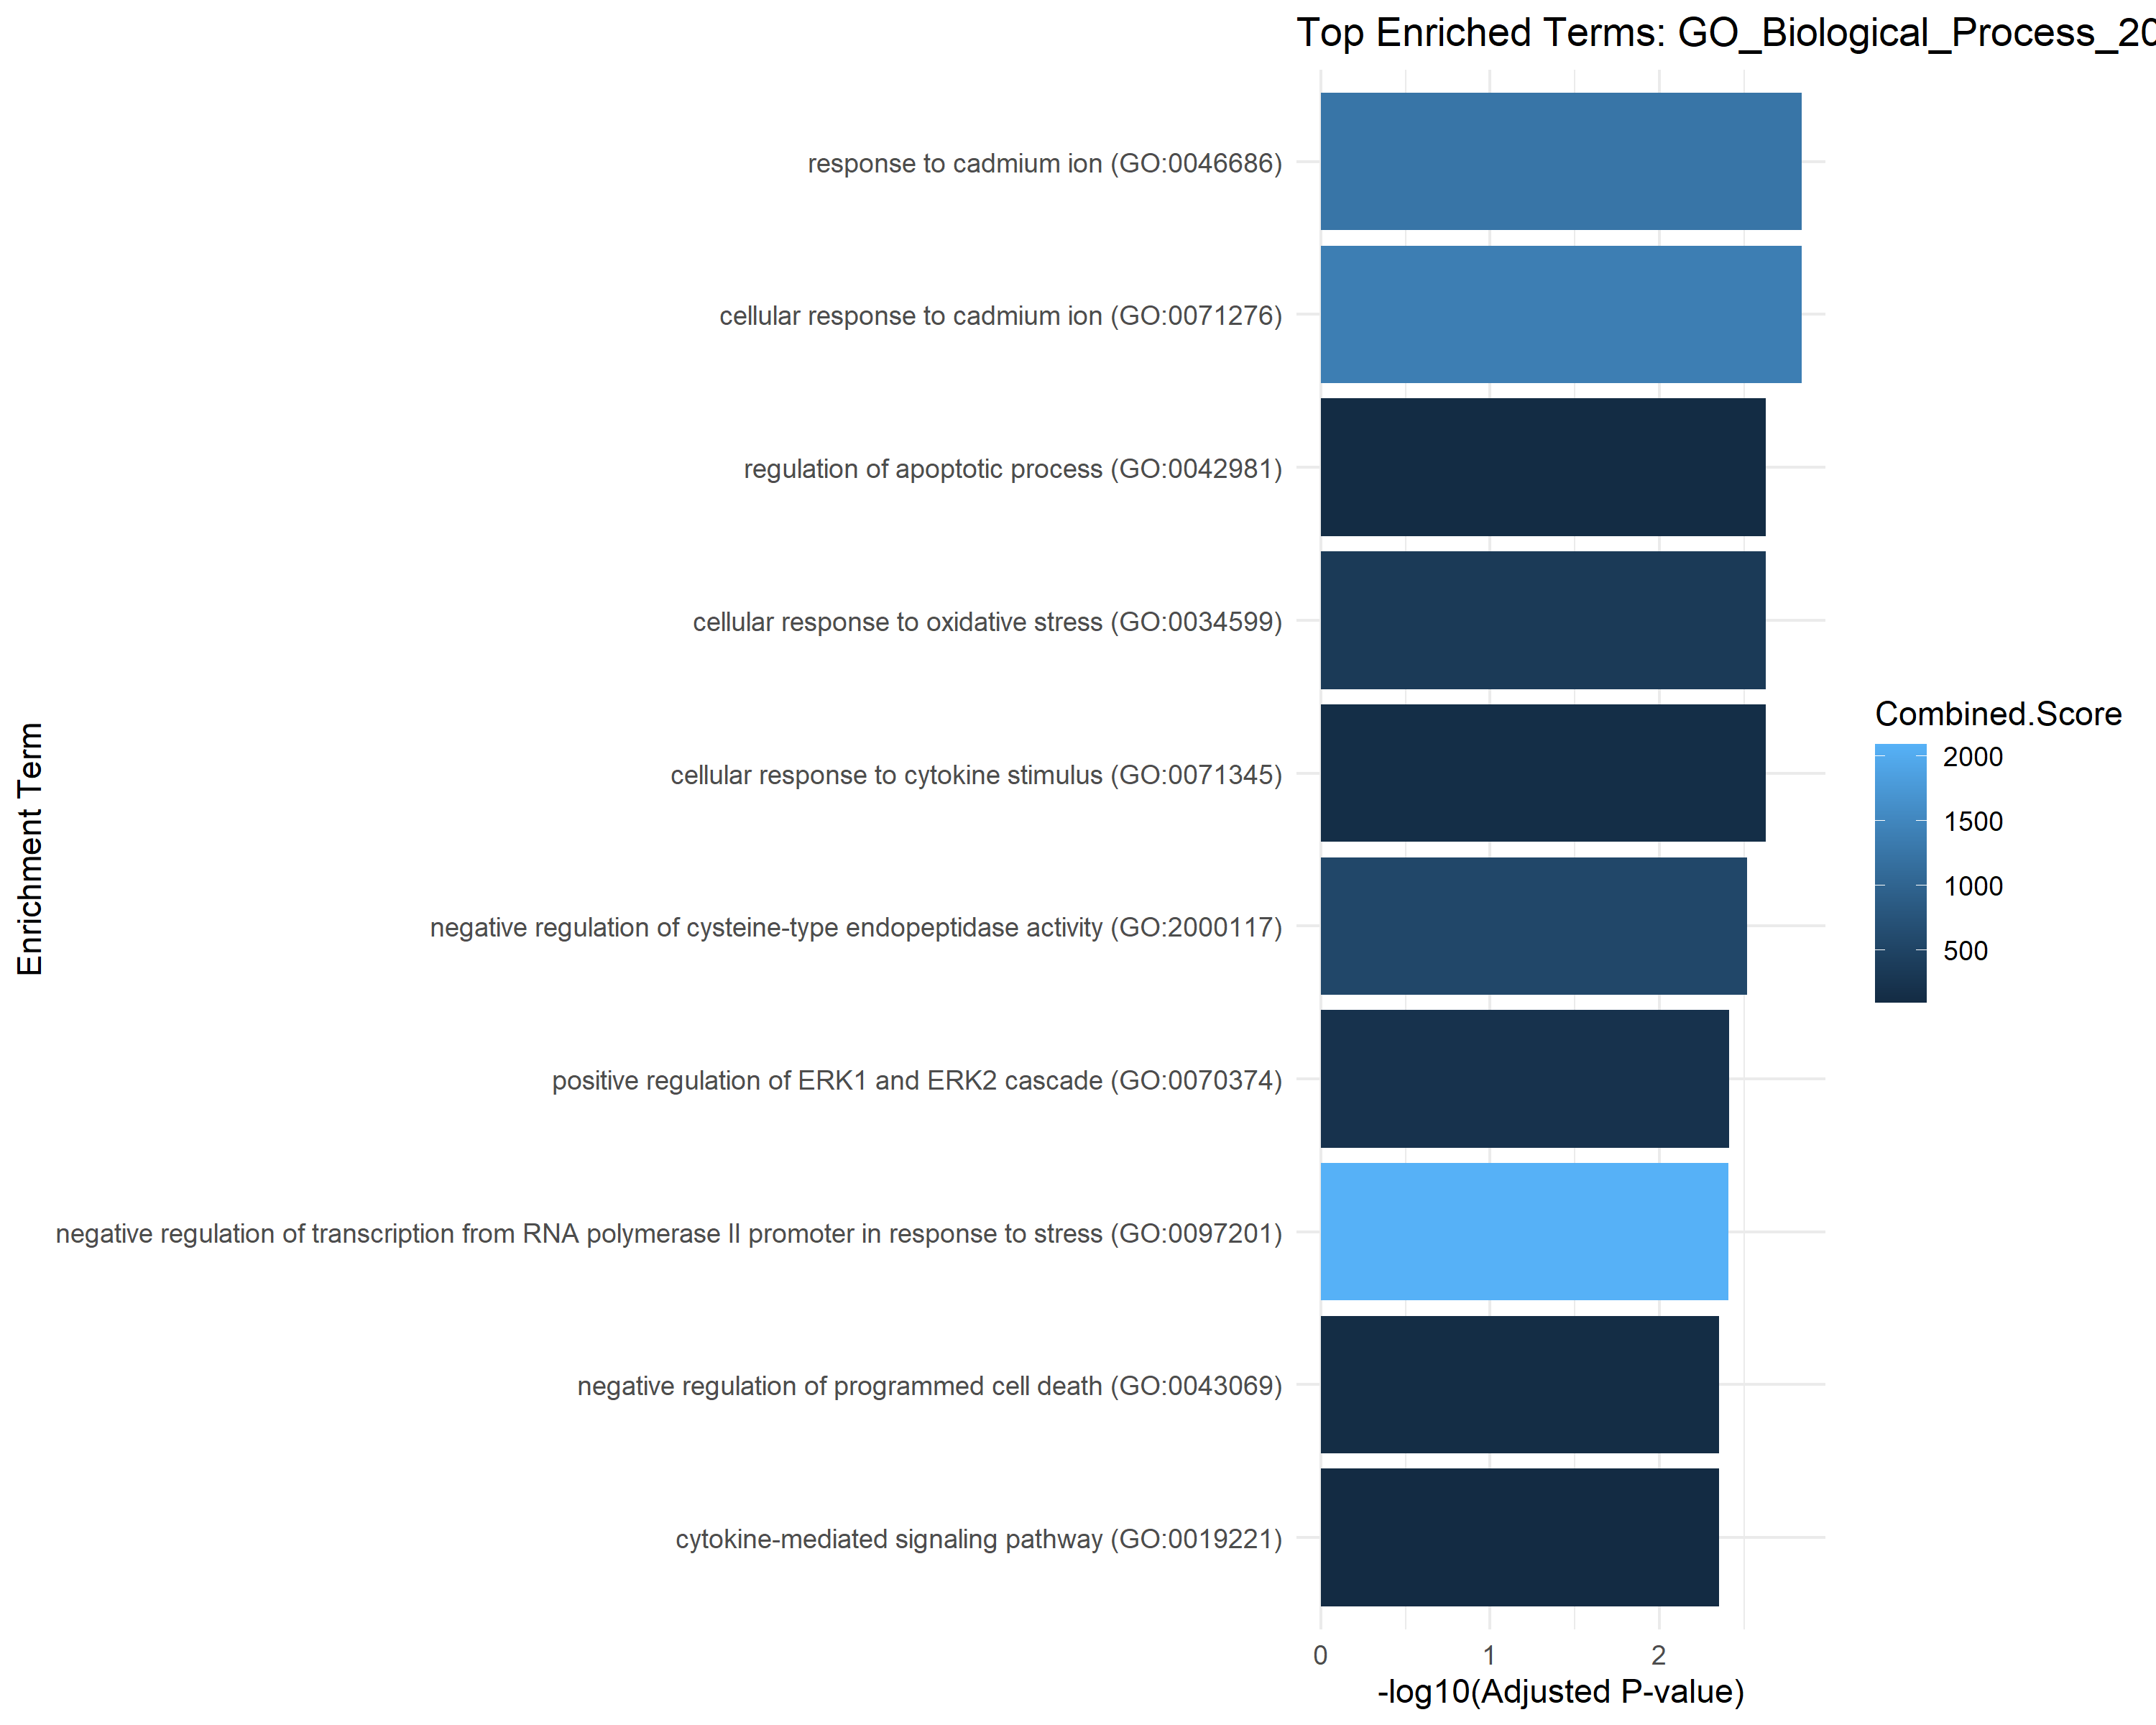 Top Enriched Terms: GO_Biological_Process_20
response to cadmium ion (GO:0046686)
cellular response to cadmium ion (GO:0071276)
regulation of apoptotic process (GO:0042981)
cellular response to oxidative stress (GO:0034599)
cellular response to cytokine stimulus (GO:0071345)
negative regulation of cysteine-type endopeptidase activity (GO:2000117)
positive regulation of ERK1 and ERK2 cascade (GO:0070374)
negative regulation of transcription from RNA polymerase II promoter in response to stress (GO:0097201)
negative regulation of programmed cell death (GO:0043069)
cytokine-mediated signaling pathway (GO:0019221)
Enrichment Term
0 1 2
-log10(Adjusted P-value)
Combined.Score
2000
1500
1000
500